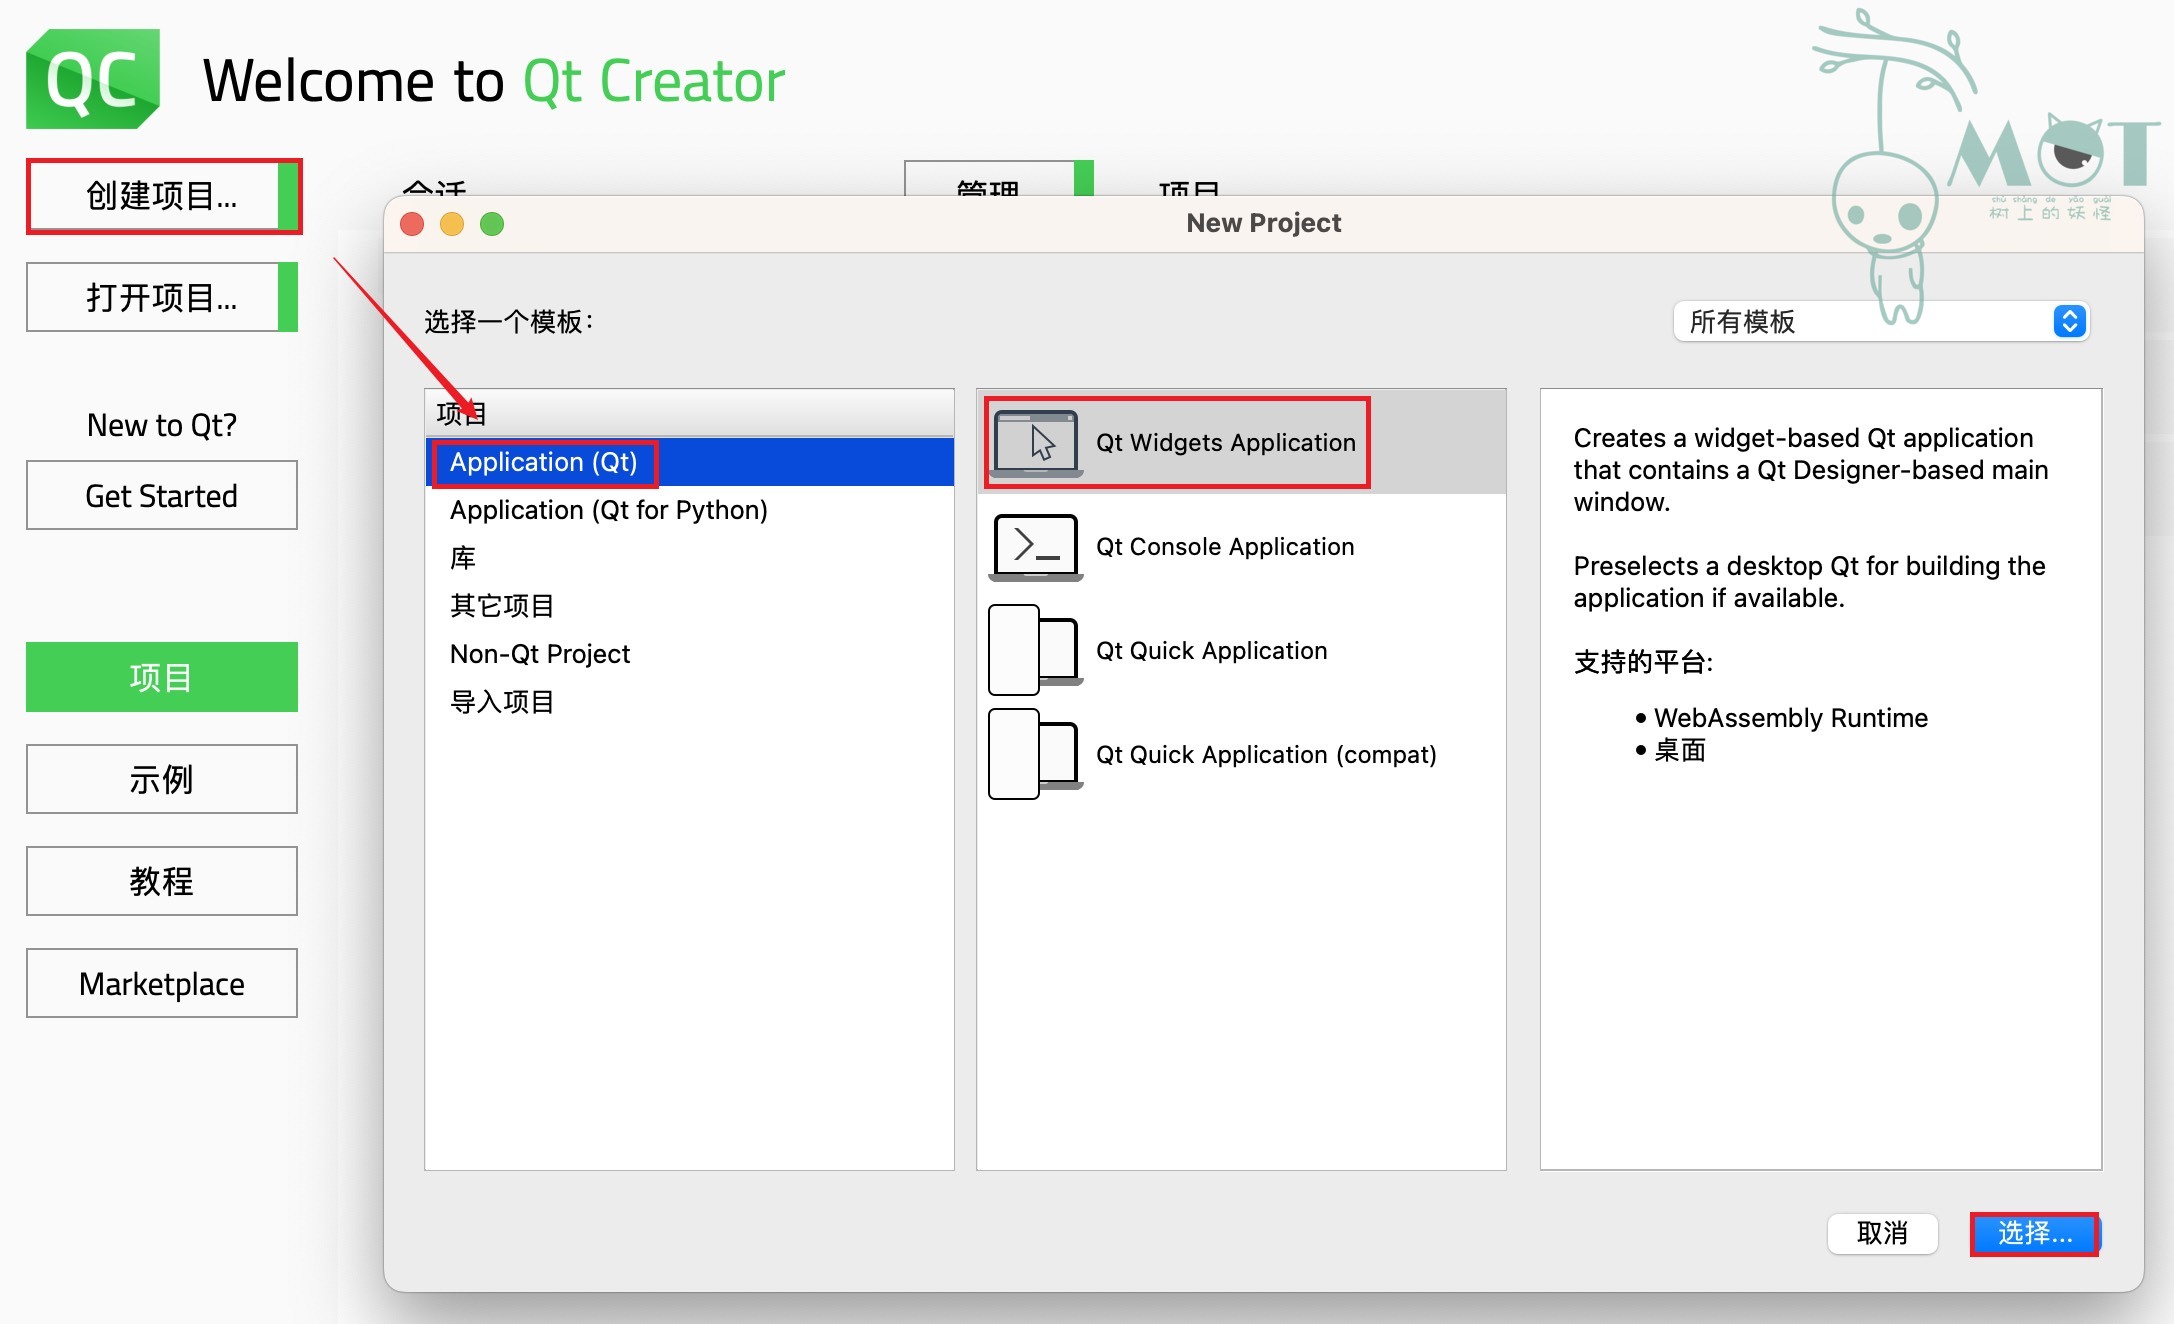 QC
Welcome to Qt Creator
MOT
shù shàng de yāo guài
树上的妖怪
创建项目...
会话
管理
项目
打开项目...
New to Qt?
Get Started
项目
示例
教程
Marketplace
New Project
选择一个模板：
所有模板
项目
Application (Qt)
Application (Qt for Python)
库
其它项目
Non-Qt Project
导入项目
Qt Widgets Application
Qt Console Application
Qt Quick Application
Qt Quick Application (compat)
Creates a widget-based Qt application
that contains a Qt Designer-based main
window.
Preselects a desktop Qt for building the
application if available.
支持的平台:
• WebAssembly Runtime
• 桌面
取消
选择...